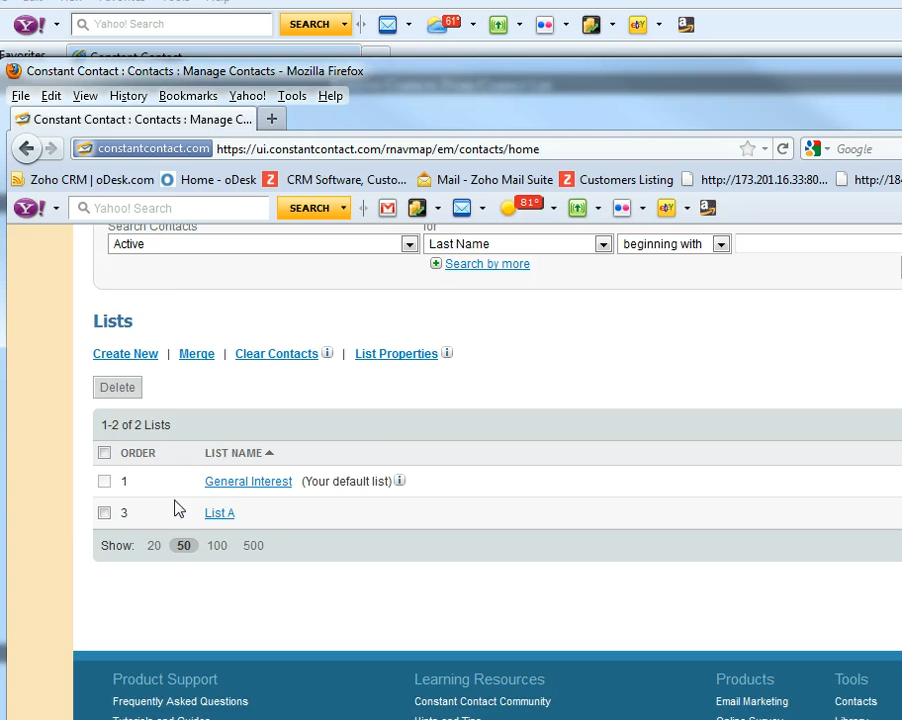 Yahoo! Search SEARCH 61°
Favorites
Constant Contact : Contacts : Manage Contacts - Mozilla Firefox
File Edit View History Bookmarks Yahoo! Tools Help
Constant Contact : Contacts : Manage C...
constantcontact.com https://ui.constantcontact.com/rnavmap/em/contacts/home Google
Zoho CRM | oDesk.com Home - oDesk CRM Software, Custo... Mail - Zoho Mail Suite Customers Listing http://173.201.16.33:80... http://18
Yahoo! Search SEARCH 81°
Search Contacts for
Active Last Name beginning with
Search by more
Lists
Create New | Merge | Clear Contacts | List Properties
Delete
1-2 of 2 Lists
ORDER LIST NAME
1 General Interest (Your default list)
3 List A
Show: 20 50 100 500
Product Support Learning Resources Products Tools
Frequently Asked Questions Constant Contact Community Email Marketing Contacts